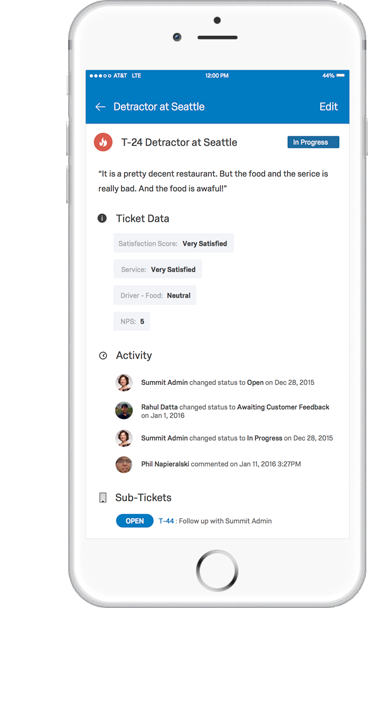 AT&T LTE 12:00 PM 44%
Detractor at Seattle Edit
T-24 Detractor at Seattle In Progress
“It is a pretty decent restaurant. But the food and the serice is
really bad. And the food is awaful!”
Ticket Data
Satisfaction Score: Very Satisfied
Service: Very Satisfied
Driver - Food: Neutral
NPS: 5
Activity
Summit Admin changed status to Open on Dec 28, 2015
Rahul Datta changed status to Awaiting Customer Feedback
on Jan 1, 2016
Summit Admin changed status to In Progress on Dec 28, 2015
Phil Napieralski commented on Jan 11, 2016 3:27PM
Sub-Tickets
OPEN T-44 : Follow up with Summit Admin